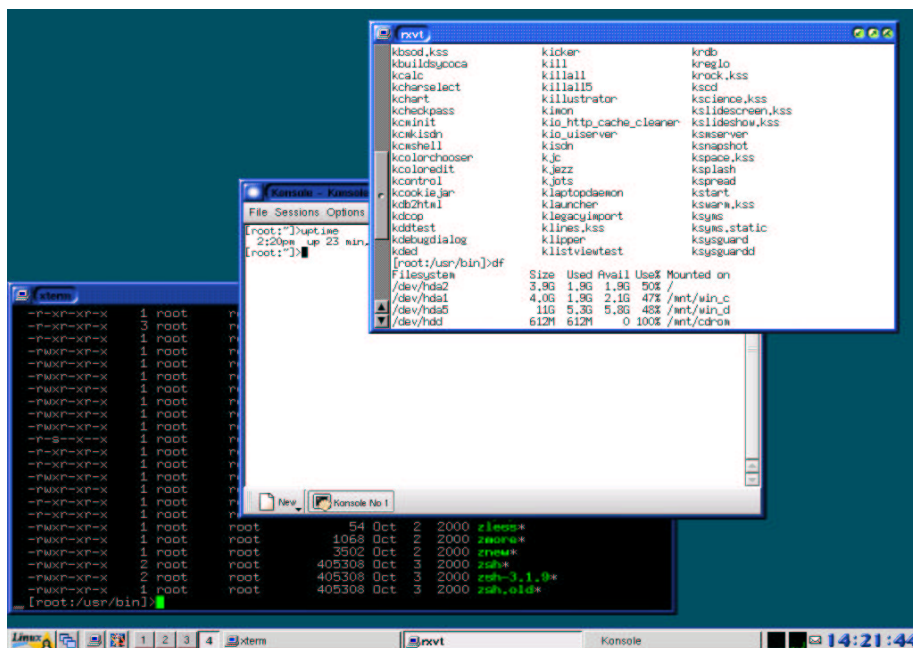 rxvt
kbsod.kss kicker krdb
kbuildsycoca kill kreglo
kcalc killall krock.kss
kcharselect killall5 kscd
kchart killustrator kscience.kss
kcheckpass kimon kslidescreen.kss
kcminit kio_http_cache_cleaner kslideshow.kss
kcmkisdn kio_uiserver ksmserver
kcmshell kisdn ksnapshot
kcolorchooser kjc kspace.kss
kcoloredit kjezz ksplash
kcontrol kjots kspread
kcookiejar klaptopdaemon kstart
kdb2html klauncher kswarm.kss
kdcop klegacyimport ksyms
kddtest klines.kss ksyms.static
kdebugdialog klipper ksysguard
kded klistviewtest ksysguardd
[root:/usr/bin]>df
Filesystem Size Used Avail Use% Mounted on
/dev/hda2 3.9G 1.9G 1.9G 50% /
/dev/hda1 4.0G 1.9G 2.1G 47% /mnt/win_c
/dev/hda5 11G 5.3G 5.8G 48% /mnt/win_d
/dev/hdd 612M 612M 0 100% /mnt/cdrom
Konsole - Konsole
File Sessions Options
[root:~]>uptime
2:20pm up 23 min,
[root:~]>
New Konsole No 1
xterm
-r-xr-xr-x 1 root
-r-xr-xr-x 3 root
-r-xr-xr-x 1 root
-rwxr-xr-x 1 root
-rwxr-xr-x 1 root
-rwxr-xr-x 1 root
-rwxr-xr-x 1 root
-rwxr-xr-x 1 root
-rwxr-xr-x 1 root
-rwxr-xr-x 1 root
-r-s--x--x 1 root
-r-xr-xr-x 1 root
-r-xr-xr-x 1 root
-rwxr-xr-x 1 root
-rwxr-xr-x 1 root
-r-xr-xr-x 1 root
-r-xr-xr-x 1 root
-rwxr-xr-x 1 root root 54 Oct 2 2000 zless*
-rwxr-xr-x 1 root root 1068 Oct 2 2000 zmore*
-rwxr-xr-x 1 root root 3502 Oct 2 2000 znew*
-rwxr-xr-x 2 root root 405308 Oct 3 2000 zsh*
-rwxr-xr-x 2 root root 405308 Oct 3 2000 zsh-3.1.9*
-rwxr-xr-x 1 root root 405308 Oct 3 2000 zsh.old*
[root:/usr/bin]>
Linux 1 2 3 4 xterm rxvt Konsole 14:21:44